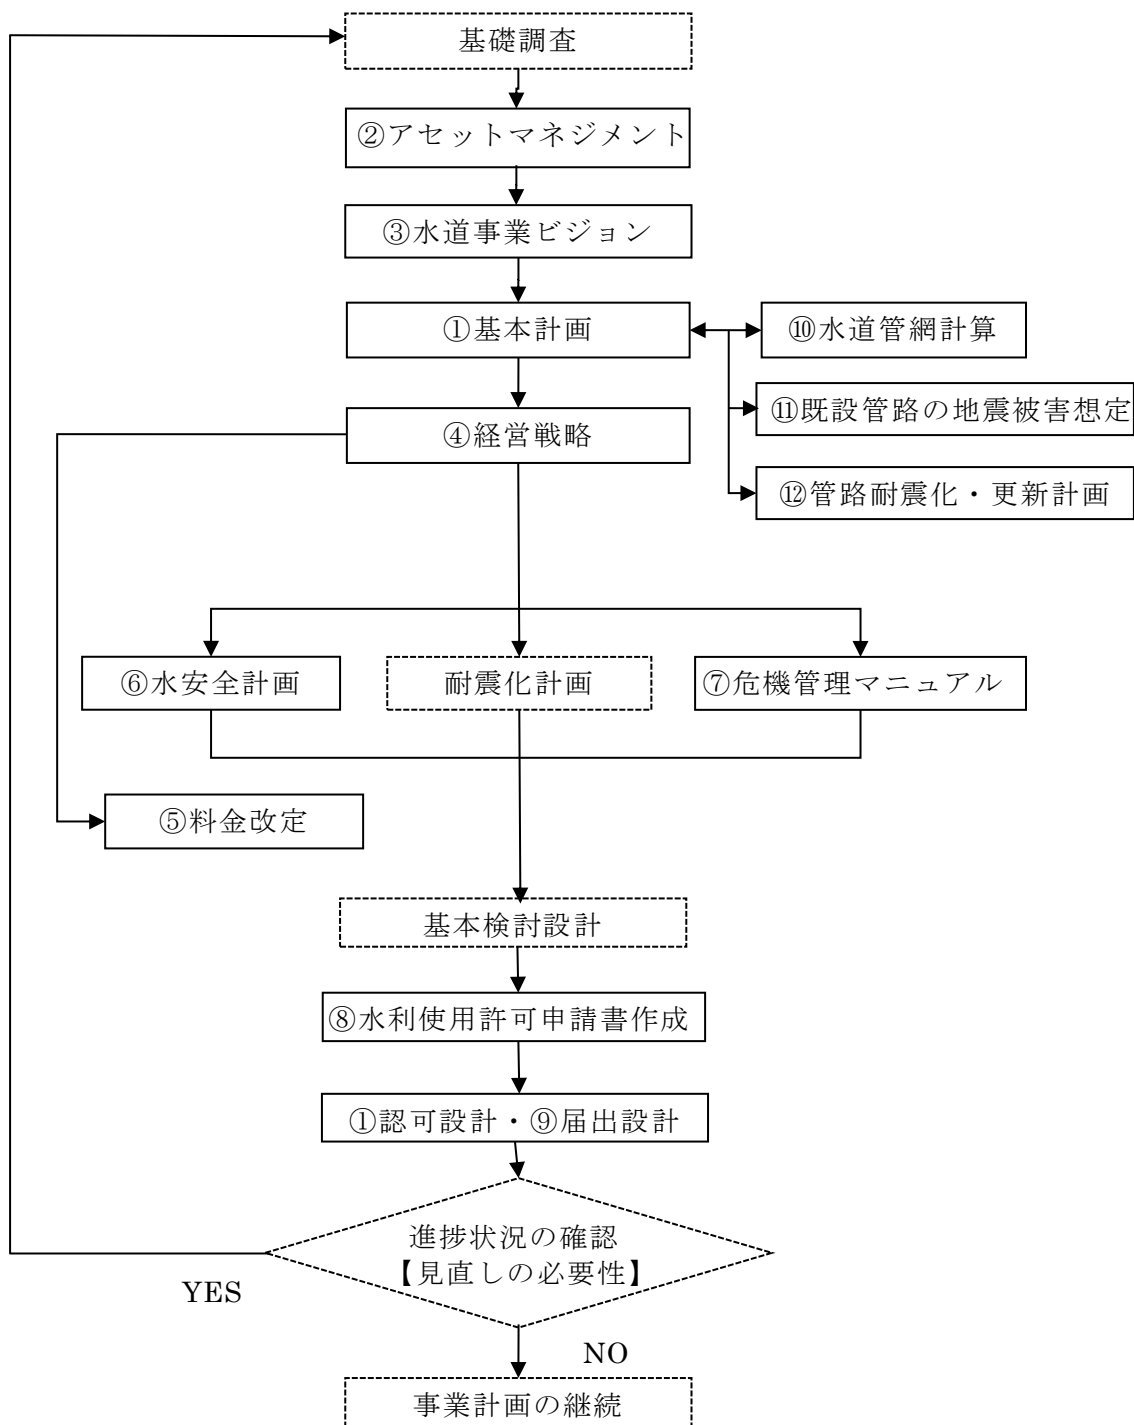 基礎調査
②アセットマネジメント
③水道事業ビジョン
①基本計画
⑩水道管網計算
⑪既設管路の地震被害想定
④経営戦略
⑫管路耐震化・更新計画
⑥水安全計画
耐震化計画
⑦危機管理マニュアル
⑤料金改定
基本検討設計
⑧水利使用許可申請書作成
①認可設計・⑨届出設計
進捗状況の確認
【見直しの必要性】
YES
NO
事業計画の継続